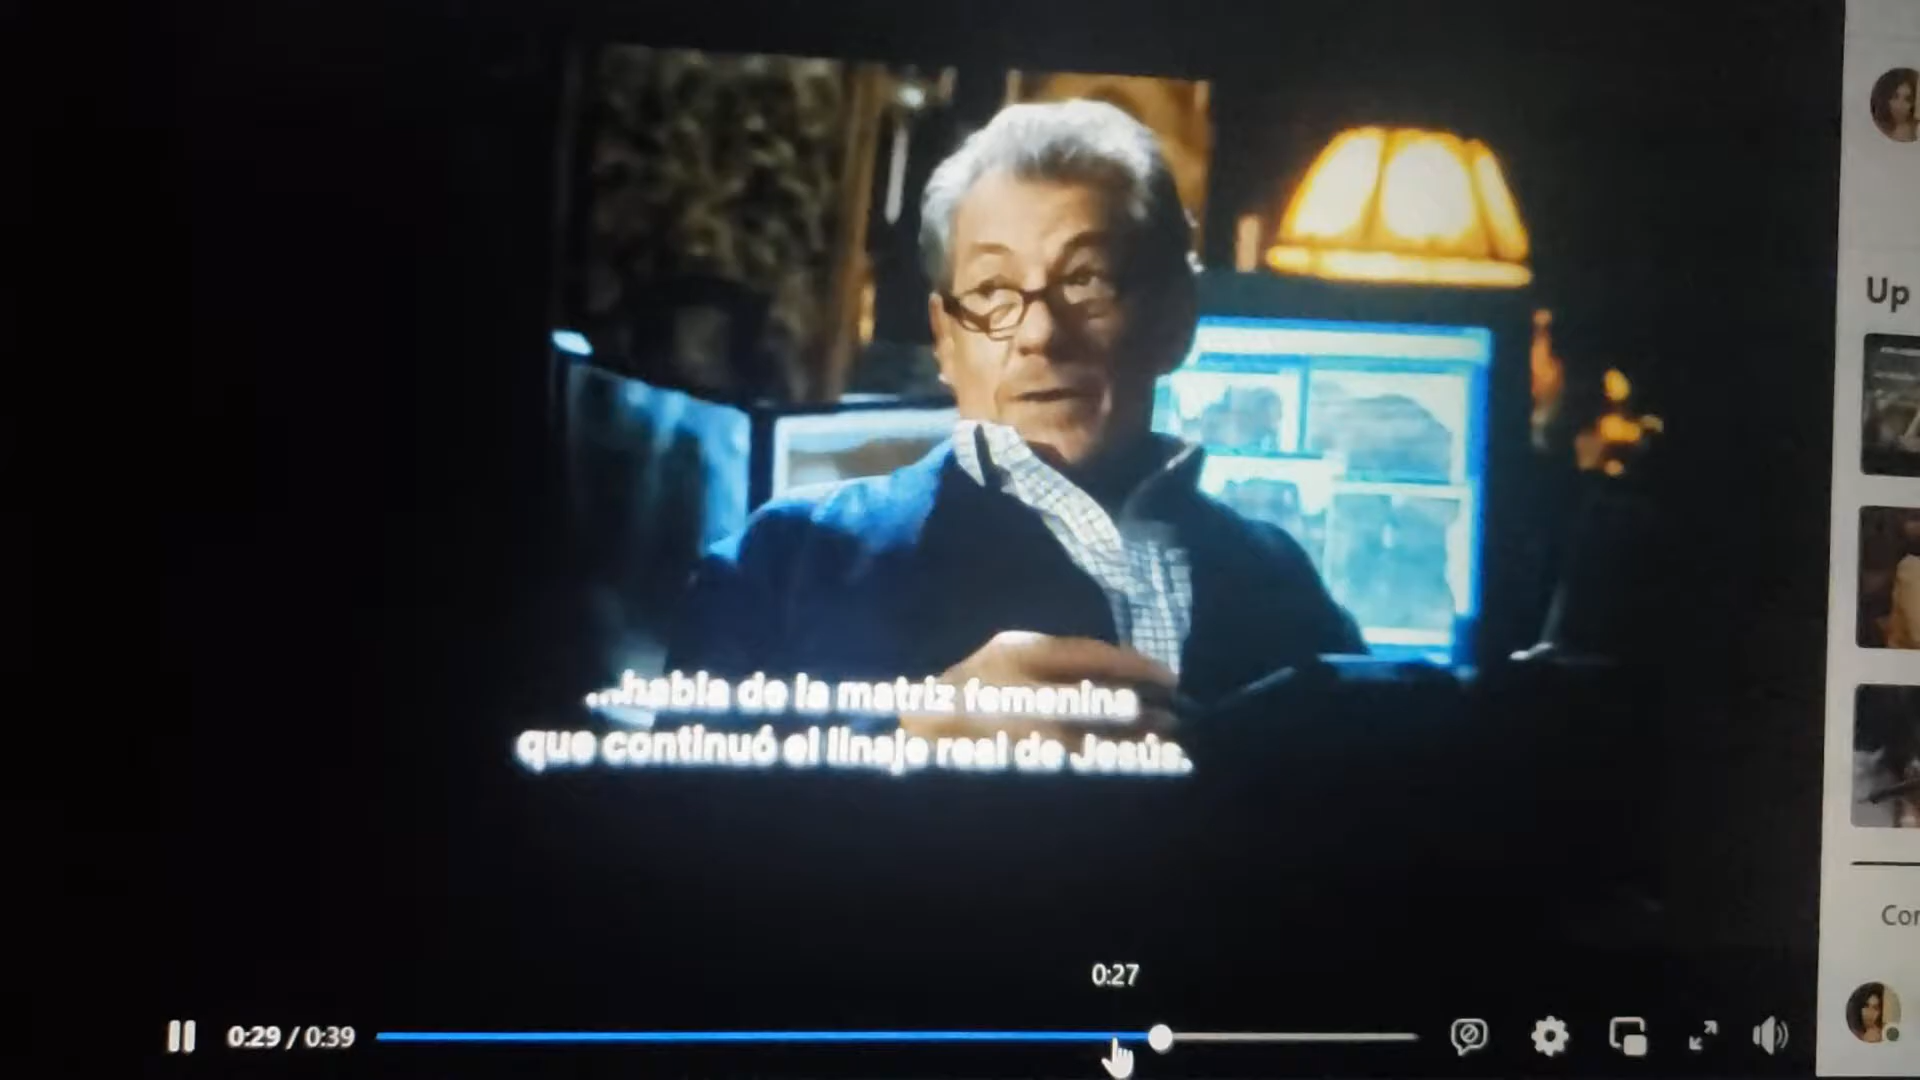 ...habla de la matriz femenina
que continuó el linaje real de Jesús.
0:27
0:29 / 0:39
Up